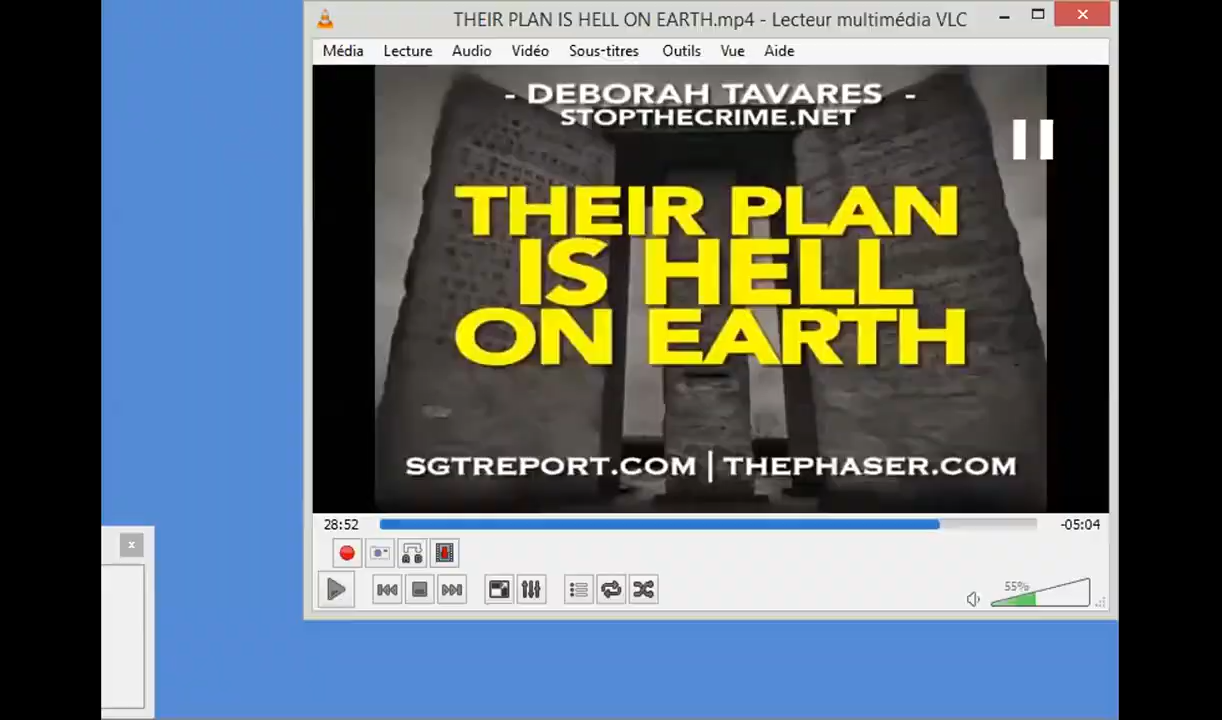 THEIR PLAN IS HELL ON EARTH.mp4 - Lecteur multimédia VLC
Média Lecture Audio Vidéo Sous-titres Outils Vue Aide
- DEBORAH TAVARES -
STOPTHECRIME.NET
THEIR PLAN
IS HELL
ON EARTH
SGTREPORT.COM | THEPHASER.COM
28:52 -05:04
55%